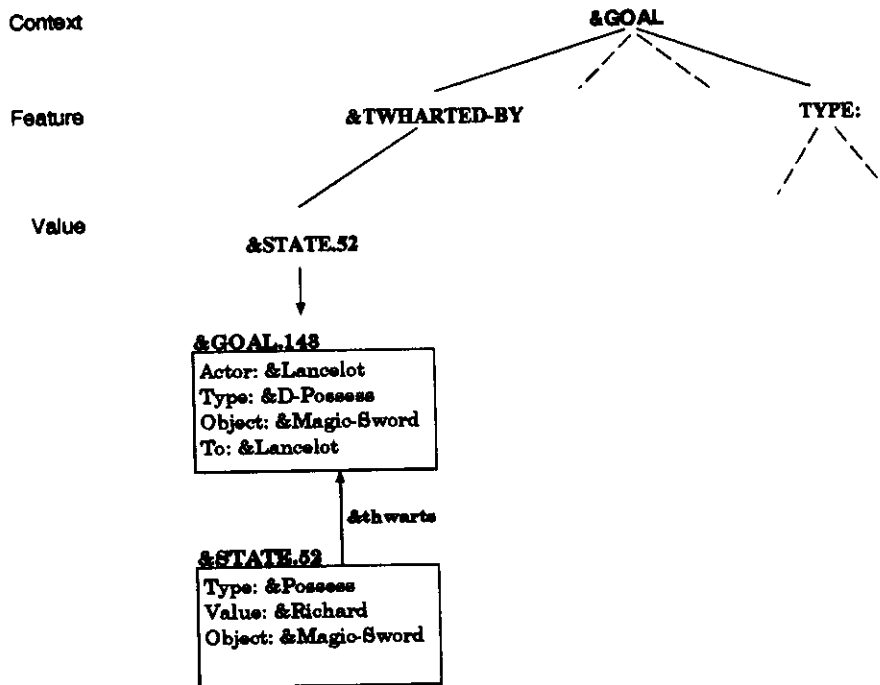 Context &GOAL
Feature &TWHARTED-BY TYPE:
Value
&STATE.52
&GOAL.143
Actor: &Lancelot
Type: &D-Possess
Object: &Magic-Sword
To: &Lancelot
&thwarts
&STATE.52
Type: &Possess
Value: &Richard
Object: &Magic-Sword